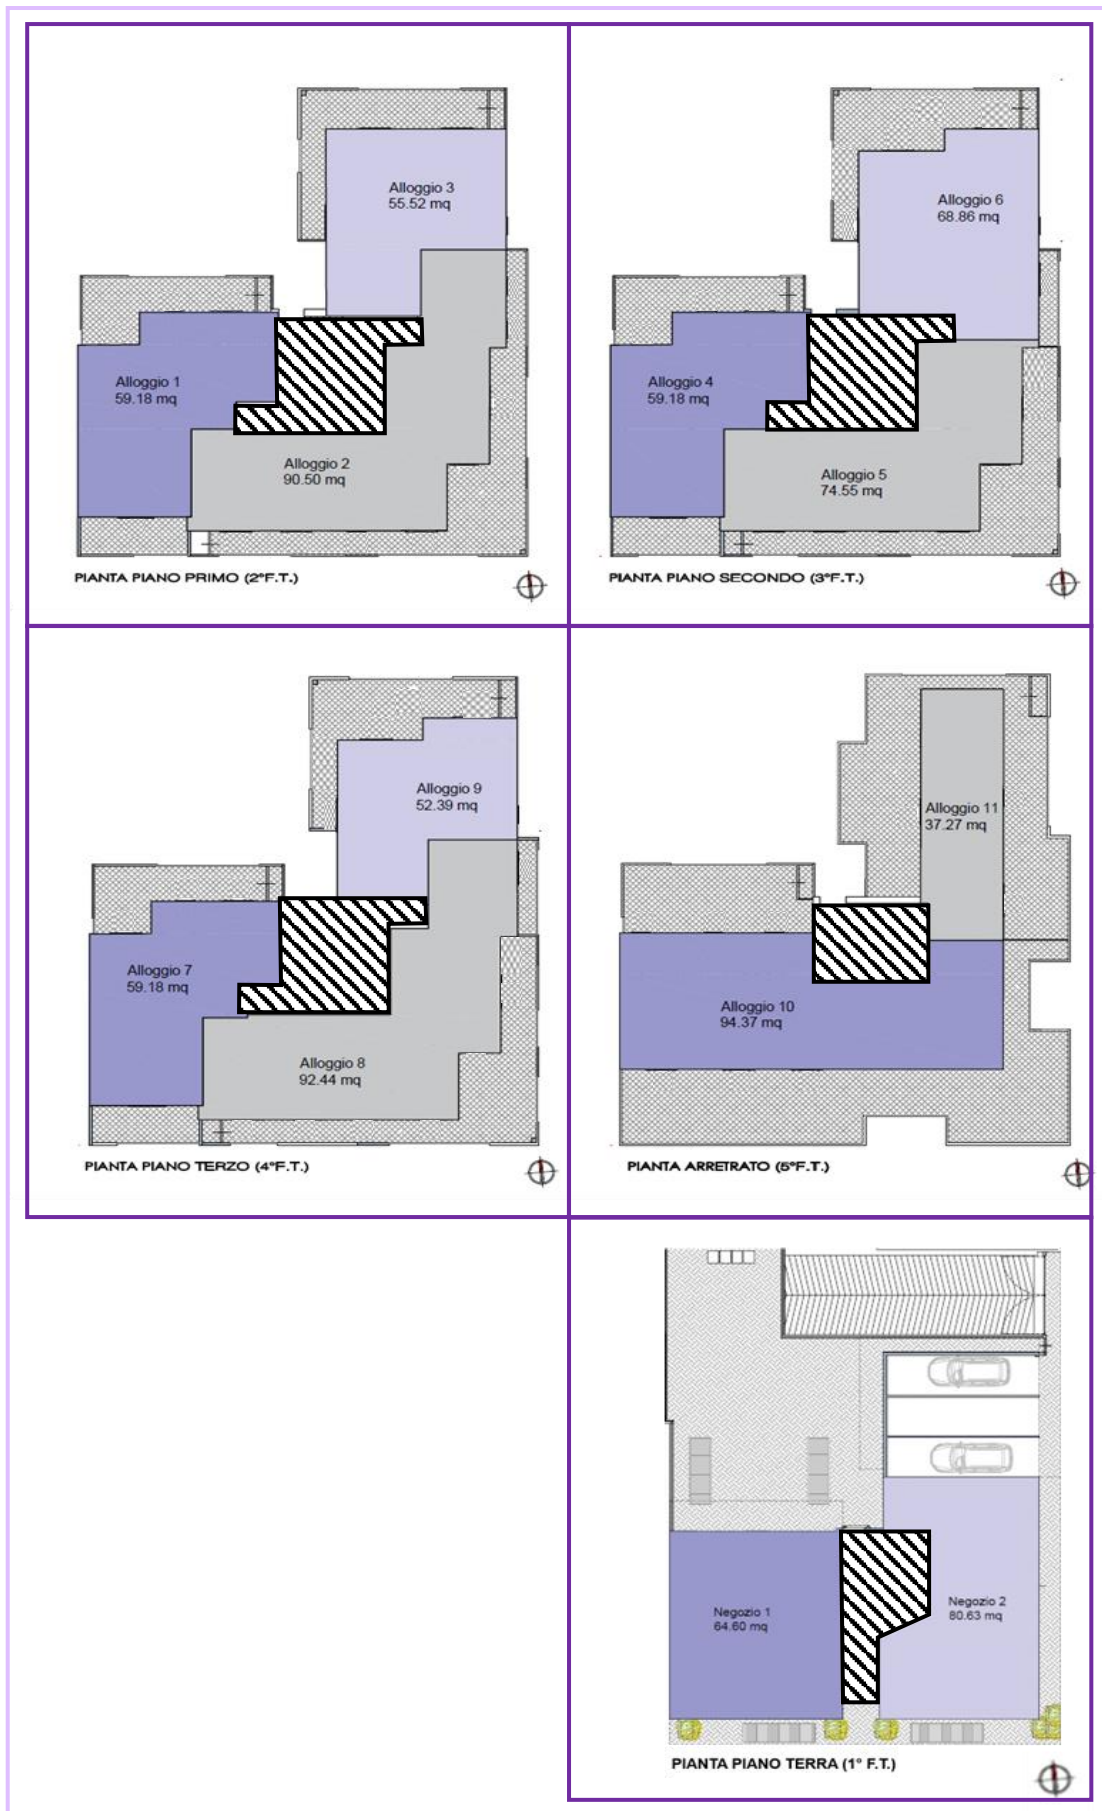 Alloggio 3
55.52 mq
Alloggio 1
59.18 mq
Alloggio 2
90.50 mq
PIANTA PIANO PRIMO (2°F.T.)
Alloggio 6
68.86 mq
Alloggio 4
59.18 mq
Alloggio 5
74.55 mq
PIANTA PIANO SECONDO (3°F.T.)
Alloggio 9
52.39 mq
Alloggio 7
59.18 mq
Alloggio 8
92.44 mq
PIANTA PIANO TERZO (4°F.T.)
Alloggio 11
37.27 mq
Alloggio 10
94.37 mq
PIANTA ARRETRATO (5°F.T.)
Negozio 1
64.60 mq
Negozio 2
80.63 mq
PIANTA PIANO TERRA (1° F.T.)